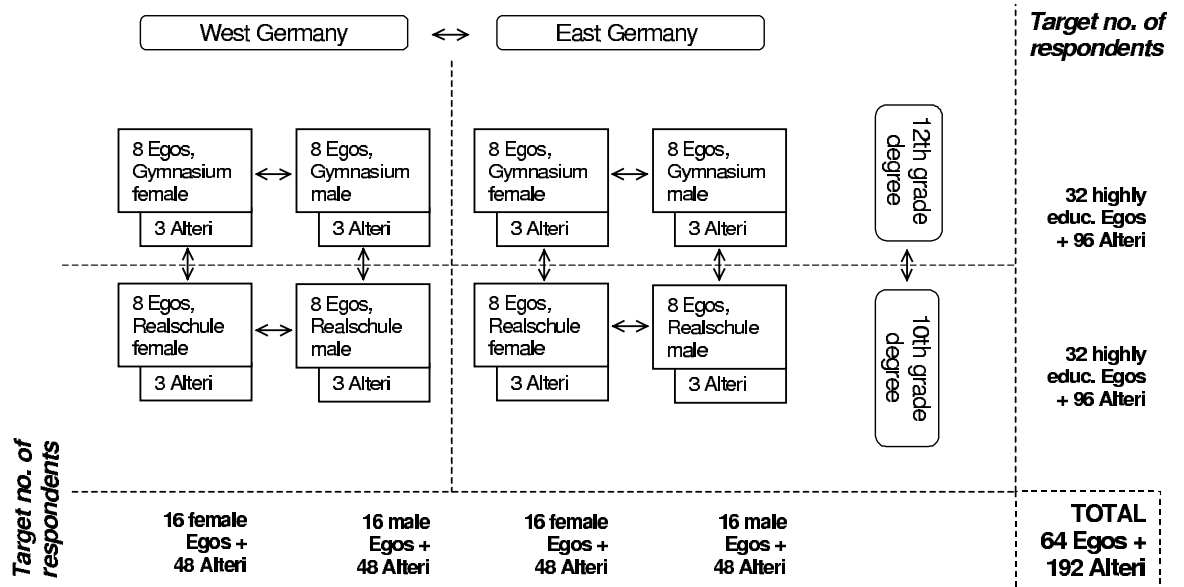 West Germany
East Germany
Target no. of
respondents
8 Egos,
Gymnasium
female
3 Alteri
8 Egos,
Gymnasium
male
3 Alteri
8 Egos,
Gymnasium
female
3 Alteri
8 Egos,
Gymnasium
male
3 Alteri
12th grade
degree
32 highly
educ. Egos
+ 96 Alteri
8 Egos,
Realschule
female
3 Alteri
8 Egos,
Realschule
male
3 Alteri
8 Egos,
Realschule
female
3 Alteri
8 Egos,
Realschule
male
3 Alteri
10th grade
degree
32 highly
educ. Egos
+ 96 Alteri
Target no. of
respondents
16 female
Egos +
48 Alteri
16 male
Egos +
48 Alteri
16 female
Egos +
48 Alteri
16 male
Egos +
48 Alteri
TOTAL
64 Egos +
192 Alteri